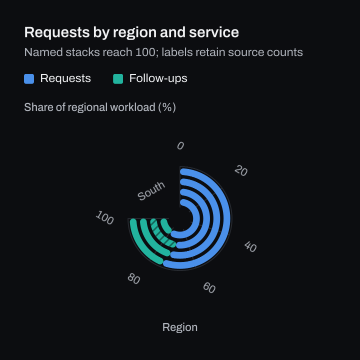 Requests by region and service
Named stacks reach 100; labels retain source counts
Requests
Follow-ups
Share of regional workload (%)
0
20
South
100
40
80
60
Region